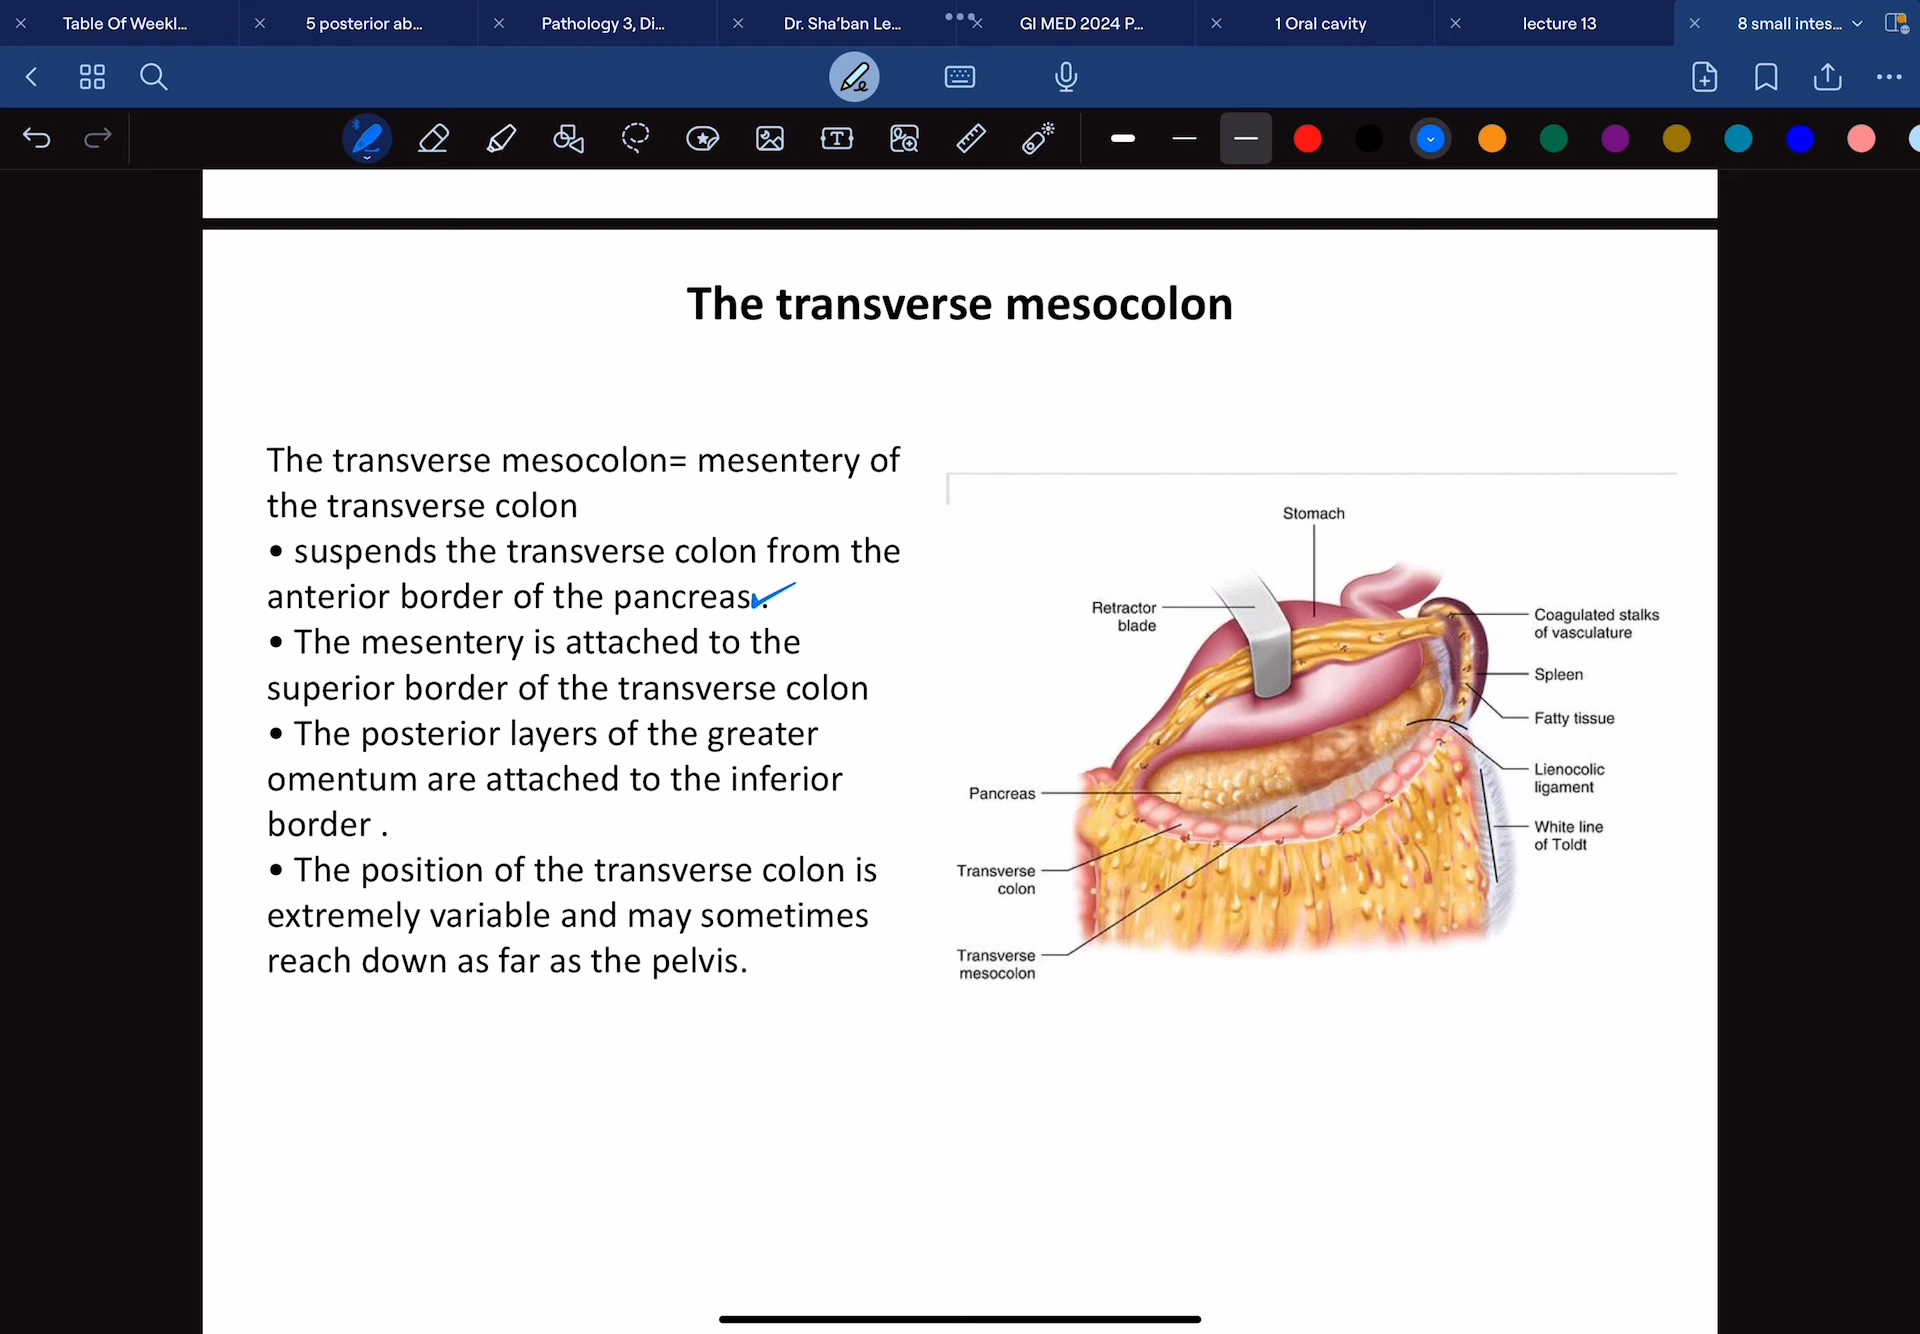 Table Of Weekl...
5 posterior ab...
Pathology 3, Di...
Dr. Sha'ban Le...
GI MED 2024 P...
1 Oral cavity
lecture 13
8 small intes...
The transverse mesocolon
The transverse mesocolon= mesentery of
the transverse colon
• suspends the transverse colon from the
anterior border of the pancreas.
• The mesentery is attached to the
superior border of the transverse colon
• The posterior layers of the greater
omentum are attached to the inferior
border .
• The position of the transverse colon is
extremely variable and may sometimes
reach down as far as the pelvis.
Stomach
Retractor
blade
Coagulated stalks
of vasculature
Spleen
Fatty tissue
Lienocolic
ligament
White line
of Toldt
Pancreas
Transverse
colon
Transverse
mesocolon